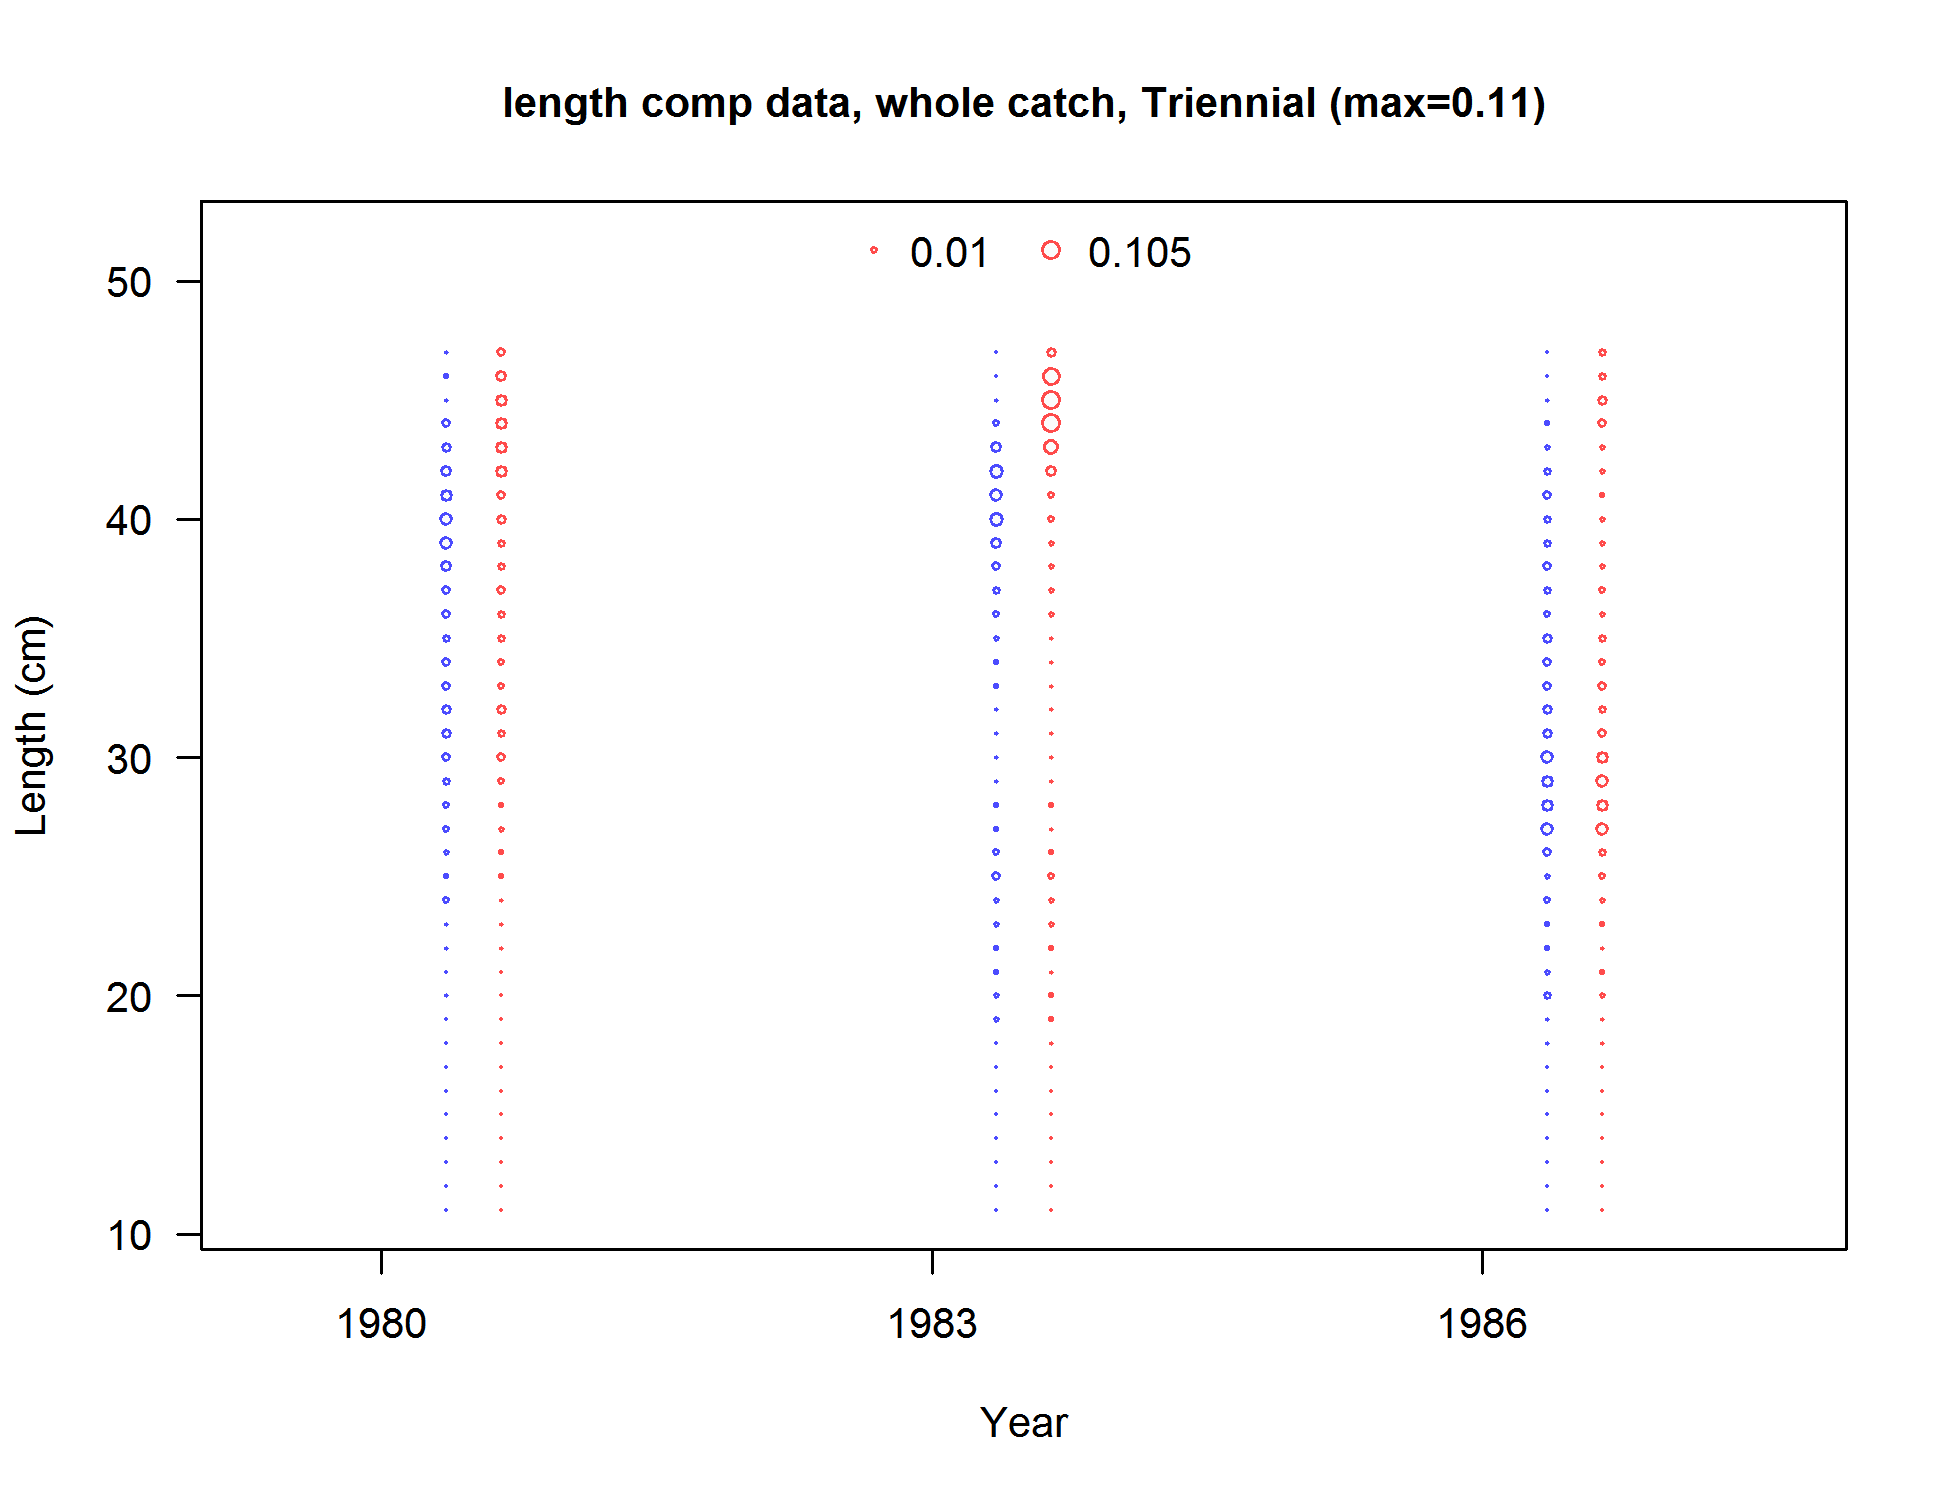 length comp data, whole catch, Triennial (max=0.11)
0.01 0.105
50
40
30
20
10
Length (cm)
1980 1983 1986
Year